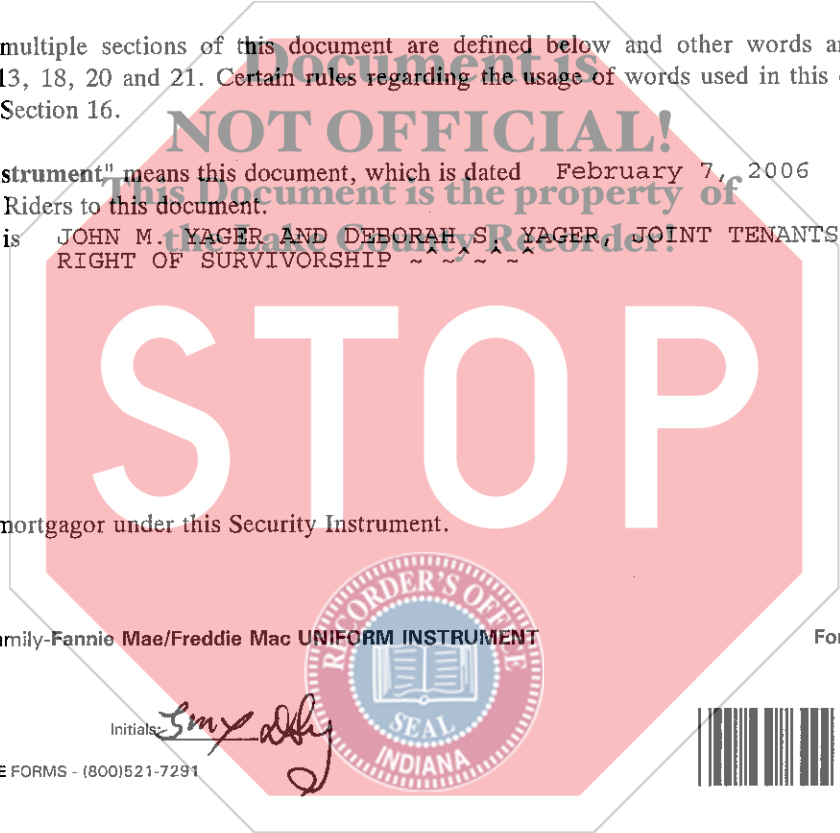 multiple sections of this document are defined below and other words
13, 18, 20 and 21. Certain rules regarding the usage of words used in this
Section 16.
Document is
NOT OFFICIAL!
This Document is the property of
the Lake County Recorder!
strument" means this document, which is dated February 7, 2006
Riders to this document.
is JOHN M. YAGER AND DEBORAH S. YAGER, JOINT TENANTS
RIGHT OF SURVIVORSHIP ~ ~ ~ ~ ~
STOP
mortgagor under this Security Instrument.
amily-Fannie Mae/Freddie Mac UNIFORM INSTRUMENT
RECORDER'S OFFICE
SEAL
INDIANA
Initials:
E FORMS - (800)521-7291